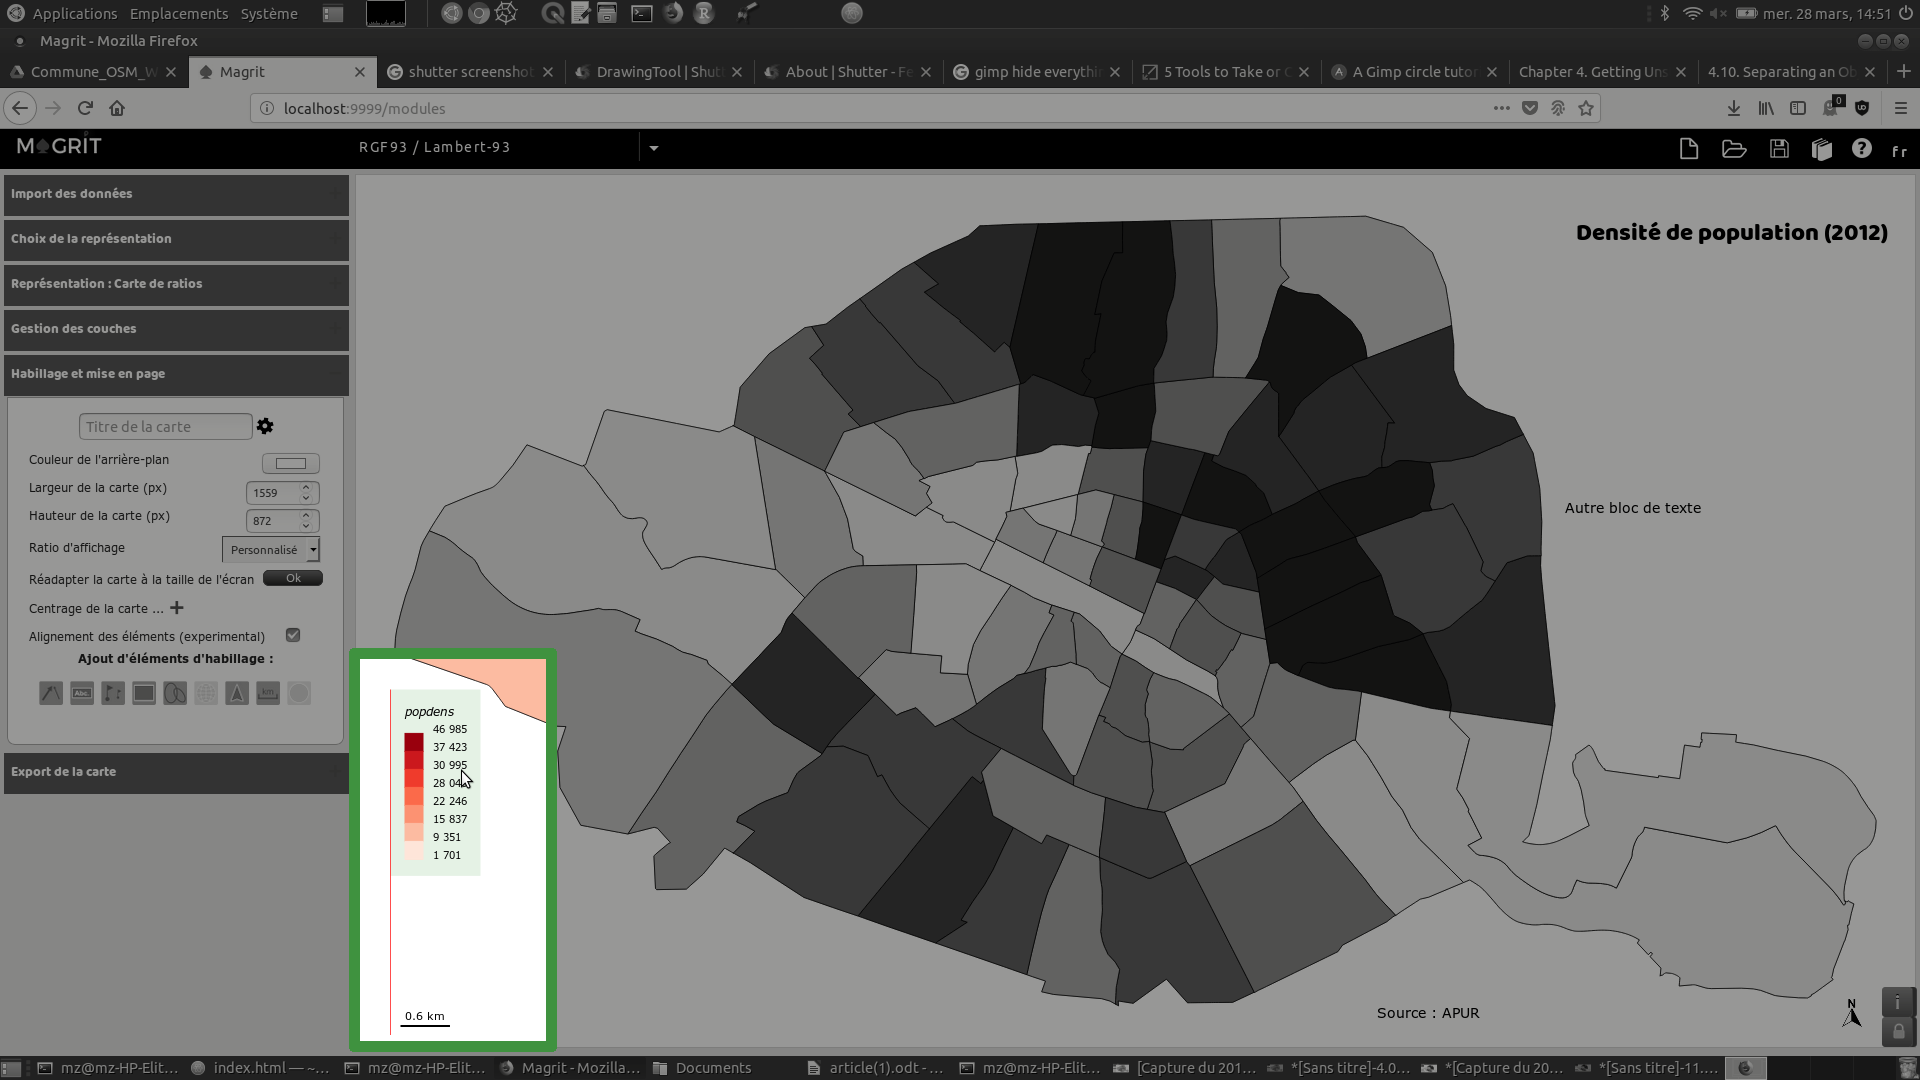 Applications Emplacements Système mer. 28 mars, 14:51
Magrit - Mozilla Firefox
Commune_OSM_W Magrit shutter screenshot DrawingTool | Shut About | Shutter - Fe gimp hide everythi 5 Tools to Take or C A Gimp circle tutor Chapter 4. Getting Uns 4.10. Separating an Ob
localhost:9999/modules 0
MAGRIT RGF93 / Lambert-93 fr
Import des données
Choix de la représentation
Représentation : Carte de ratios
Gestion des couches
Habillage et mise en page
Titre de la carte
Couleur de l'arrière-plan
Largeur de la carte (px) 1559
Hauteur de la carte (px) 872
Ratio d'affichage Personnalisé
Réadapter la carte à la taille de l'écran Ok
Centrage de la carte ...
Alignement des éléments (experimental)
Ajout d'éléments d'habillage :
Abc. km
Export de la carte
Densité de population (2012)
Autre bloc de texte
popdens
46 985
37 423
30 995
28 04
22 246
15 837
9 351
1 701
0.6 km
Source : APUR
N
mz@mz-HP-Elit... index.html — ~... mz@mz-HP-Elit... Magrit - Mozilla... Documents article(1).odt - ... mz@mz-HP-Elit... [Capture du 201... *[Sans titre]-4.0... *[Capture du 20... *[Sans titre]-11....